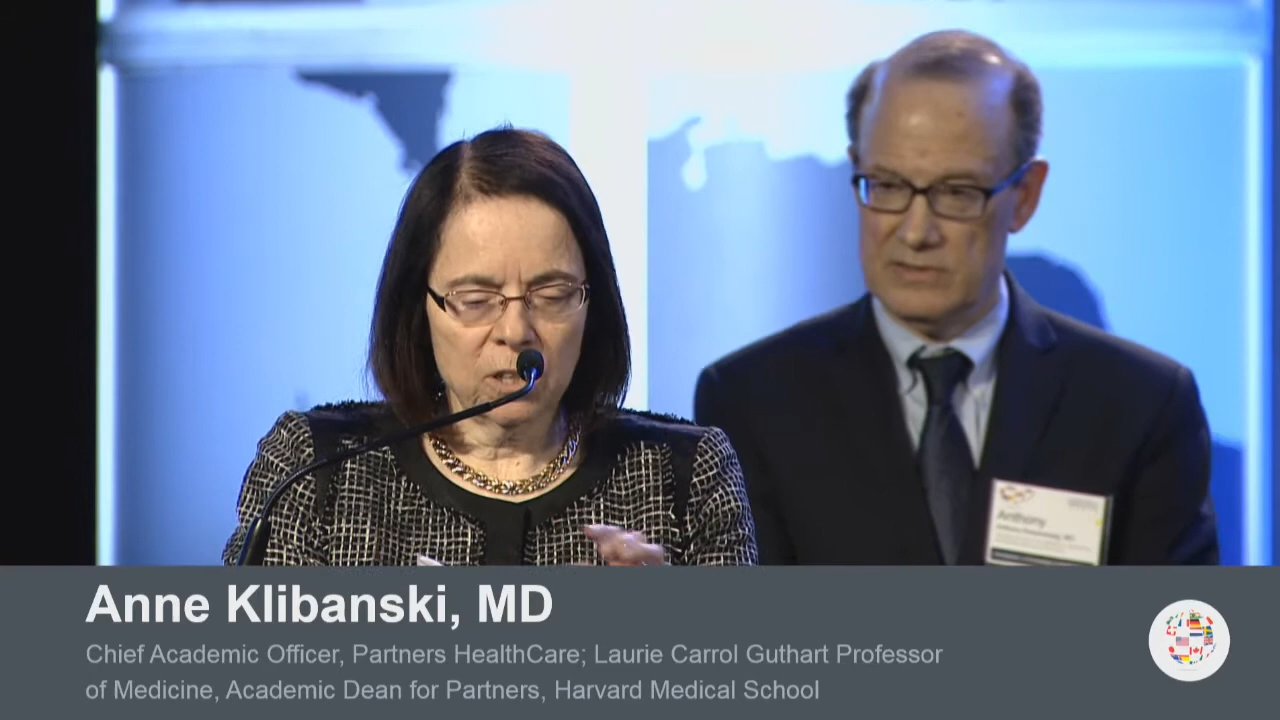 Anthony
Anne Klibanski, MD
Chief Academic Officer, Partners HealthCare; Laurie Carrol Guthart Professor
of Medicine, Academic Dean for Partners, Harvard Medical School